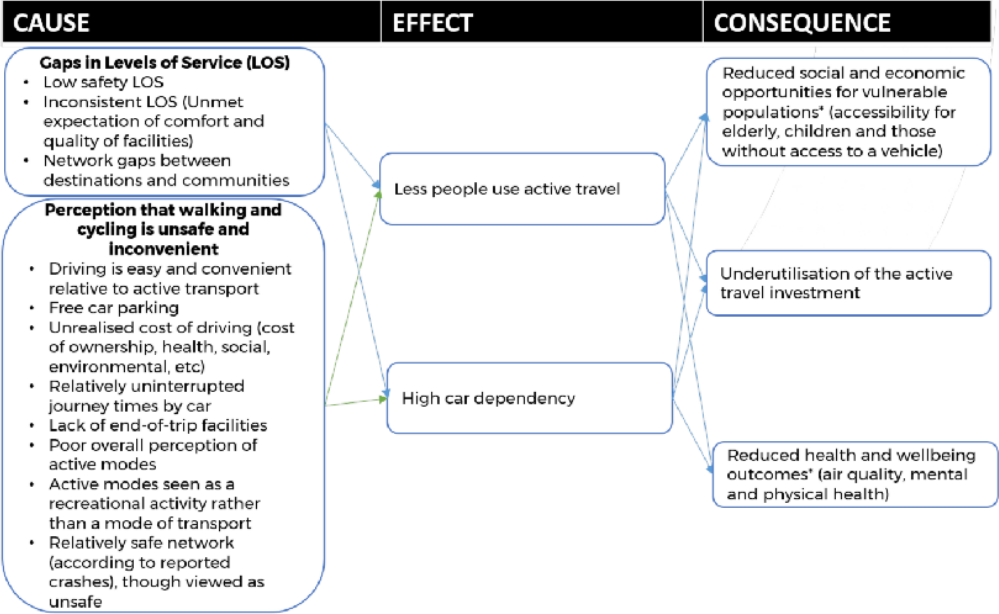 CAUSE
EFFECT
CONSEQUENCE
Gaps in Levels of Service (LOS)
• Low safety LOS
• Inconsistent LOS (Unmet
expectation of comfort and
quality of facilities)
• Network gaps between
destinations and communities
Perception that walking and
cycling is unsafe and
inconvenient
• Driving is easy and convenient
relative to active transport
• Free car parking
• Unrealised cost of driving (cost
of ownership, health, social,
environmental, etc)
• Relatively uninterrupted
journey times by car
• Lack of end-of-trip facilities
• Poor overall perception of
active modes
• Active modes seen as a
recreational activity rather
than a mode of transport
• Relatively safe network
(according to reported
crashes), though viewed as
unsafe
Less people use active travel
High car dependency
Reduced social and economic
opportunities for vulnerable
populations* (accessibility for
elderly, children and those
without access to a vehicle)
Underutilisation of the active
travel investment
Reduced health and wellbeing
outcomes* (air quality, mental
and physical health)